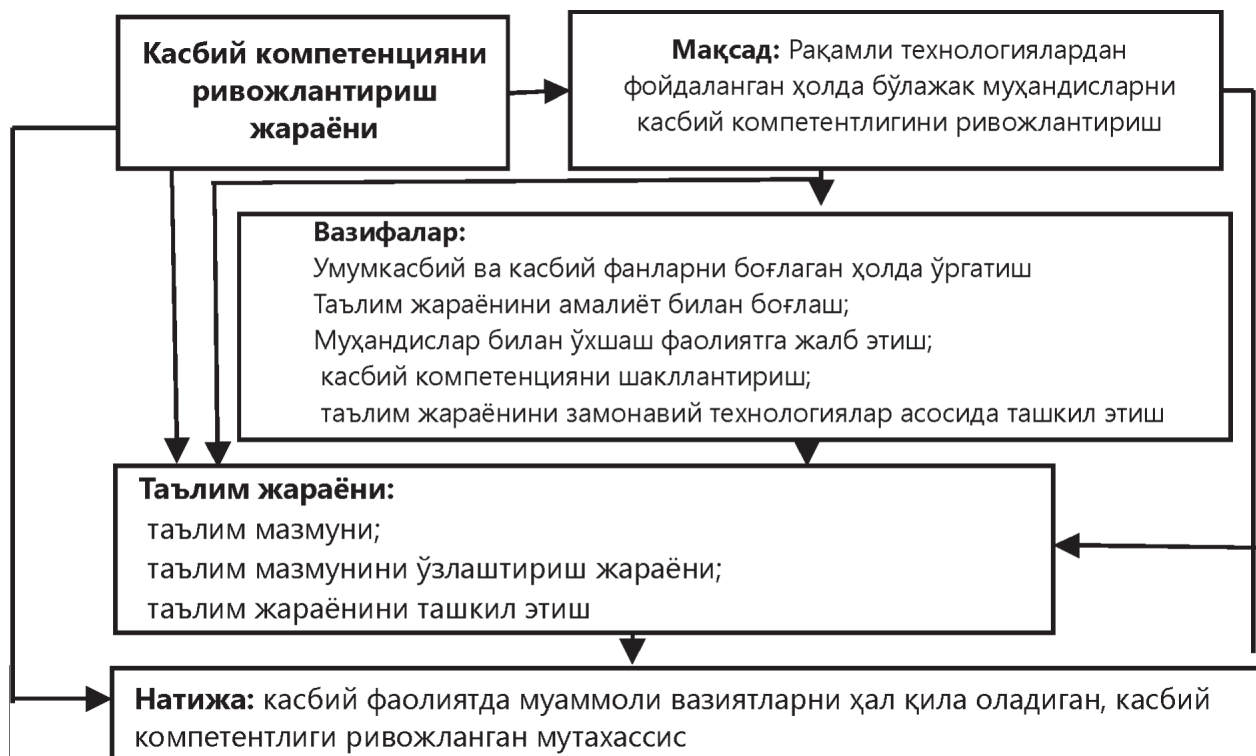 Касбий компетенцияни
ривожлантириш
жараёни
Мақсад: Рақамли технологиялардан
фойдаланган ҳолда бўлажак муҳандисларни
касбий компетентлигини ривожлантириш
Вазифалар:
Умумкасбий ва касбий фанларни боғлаган ҳолда ўргатиш
Таълим жараёнини амалиёт билан боғлаш;
Муҳандислар билан ўхшаш фаолиятга жалб этиш;
касбий компетенцияни шакллантириш;
таълим жараёнини замонавий технологиялар асосида ташкил этиш
Таълим жараёни:
таълим мазмуни;
таълим мазмунини ўзлаштириш жараёни;
таълим жараёнини ташкил этиш
Натижа: касбий фаолиятда муаммоли вазиятларни ҳал қила оладиган, касбий
компетентлиги ривожланган мутахассис